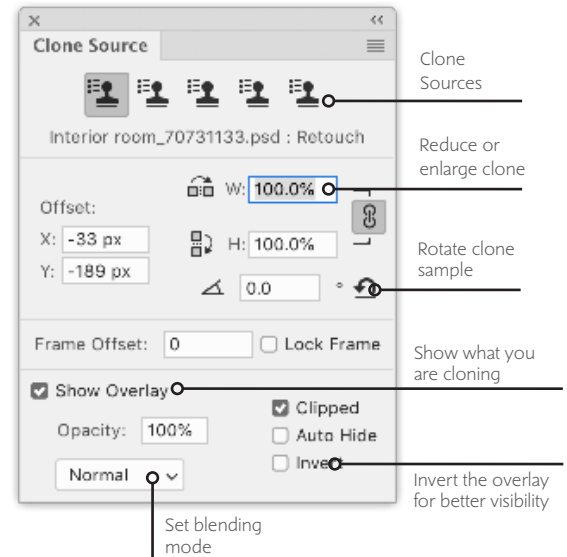 Clone Source
Clone
Sources
Interior room_70731133.psd : Retouch
Reduce or
enlarge clone
W: 100.0%
Offset:
X: -33 px
H: 100.0%
Y: -189 px
Rotate clone
sample
0.0 °
Frame Offset: 0 Lock Frame
Show what you
are cloning
Show Overlay
Clipped
Opacity: 100%
Auto Hide
Normal
Invert
Invert the overlay
for better visibility
Set blending
mode